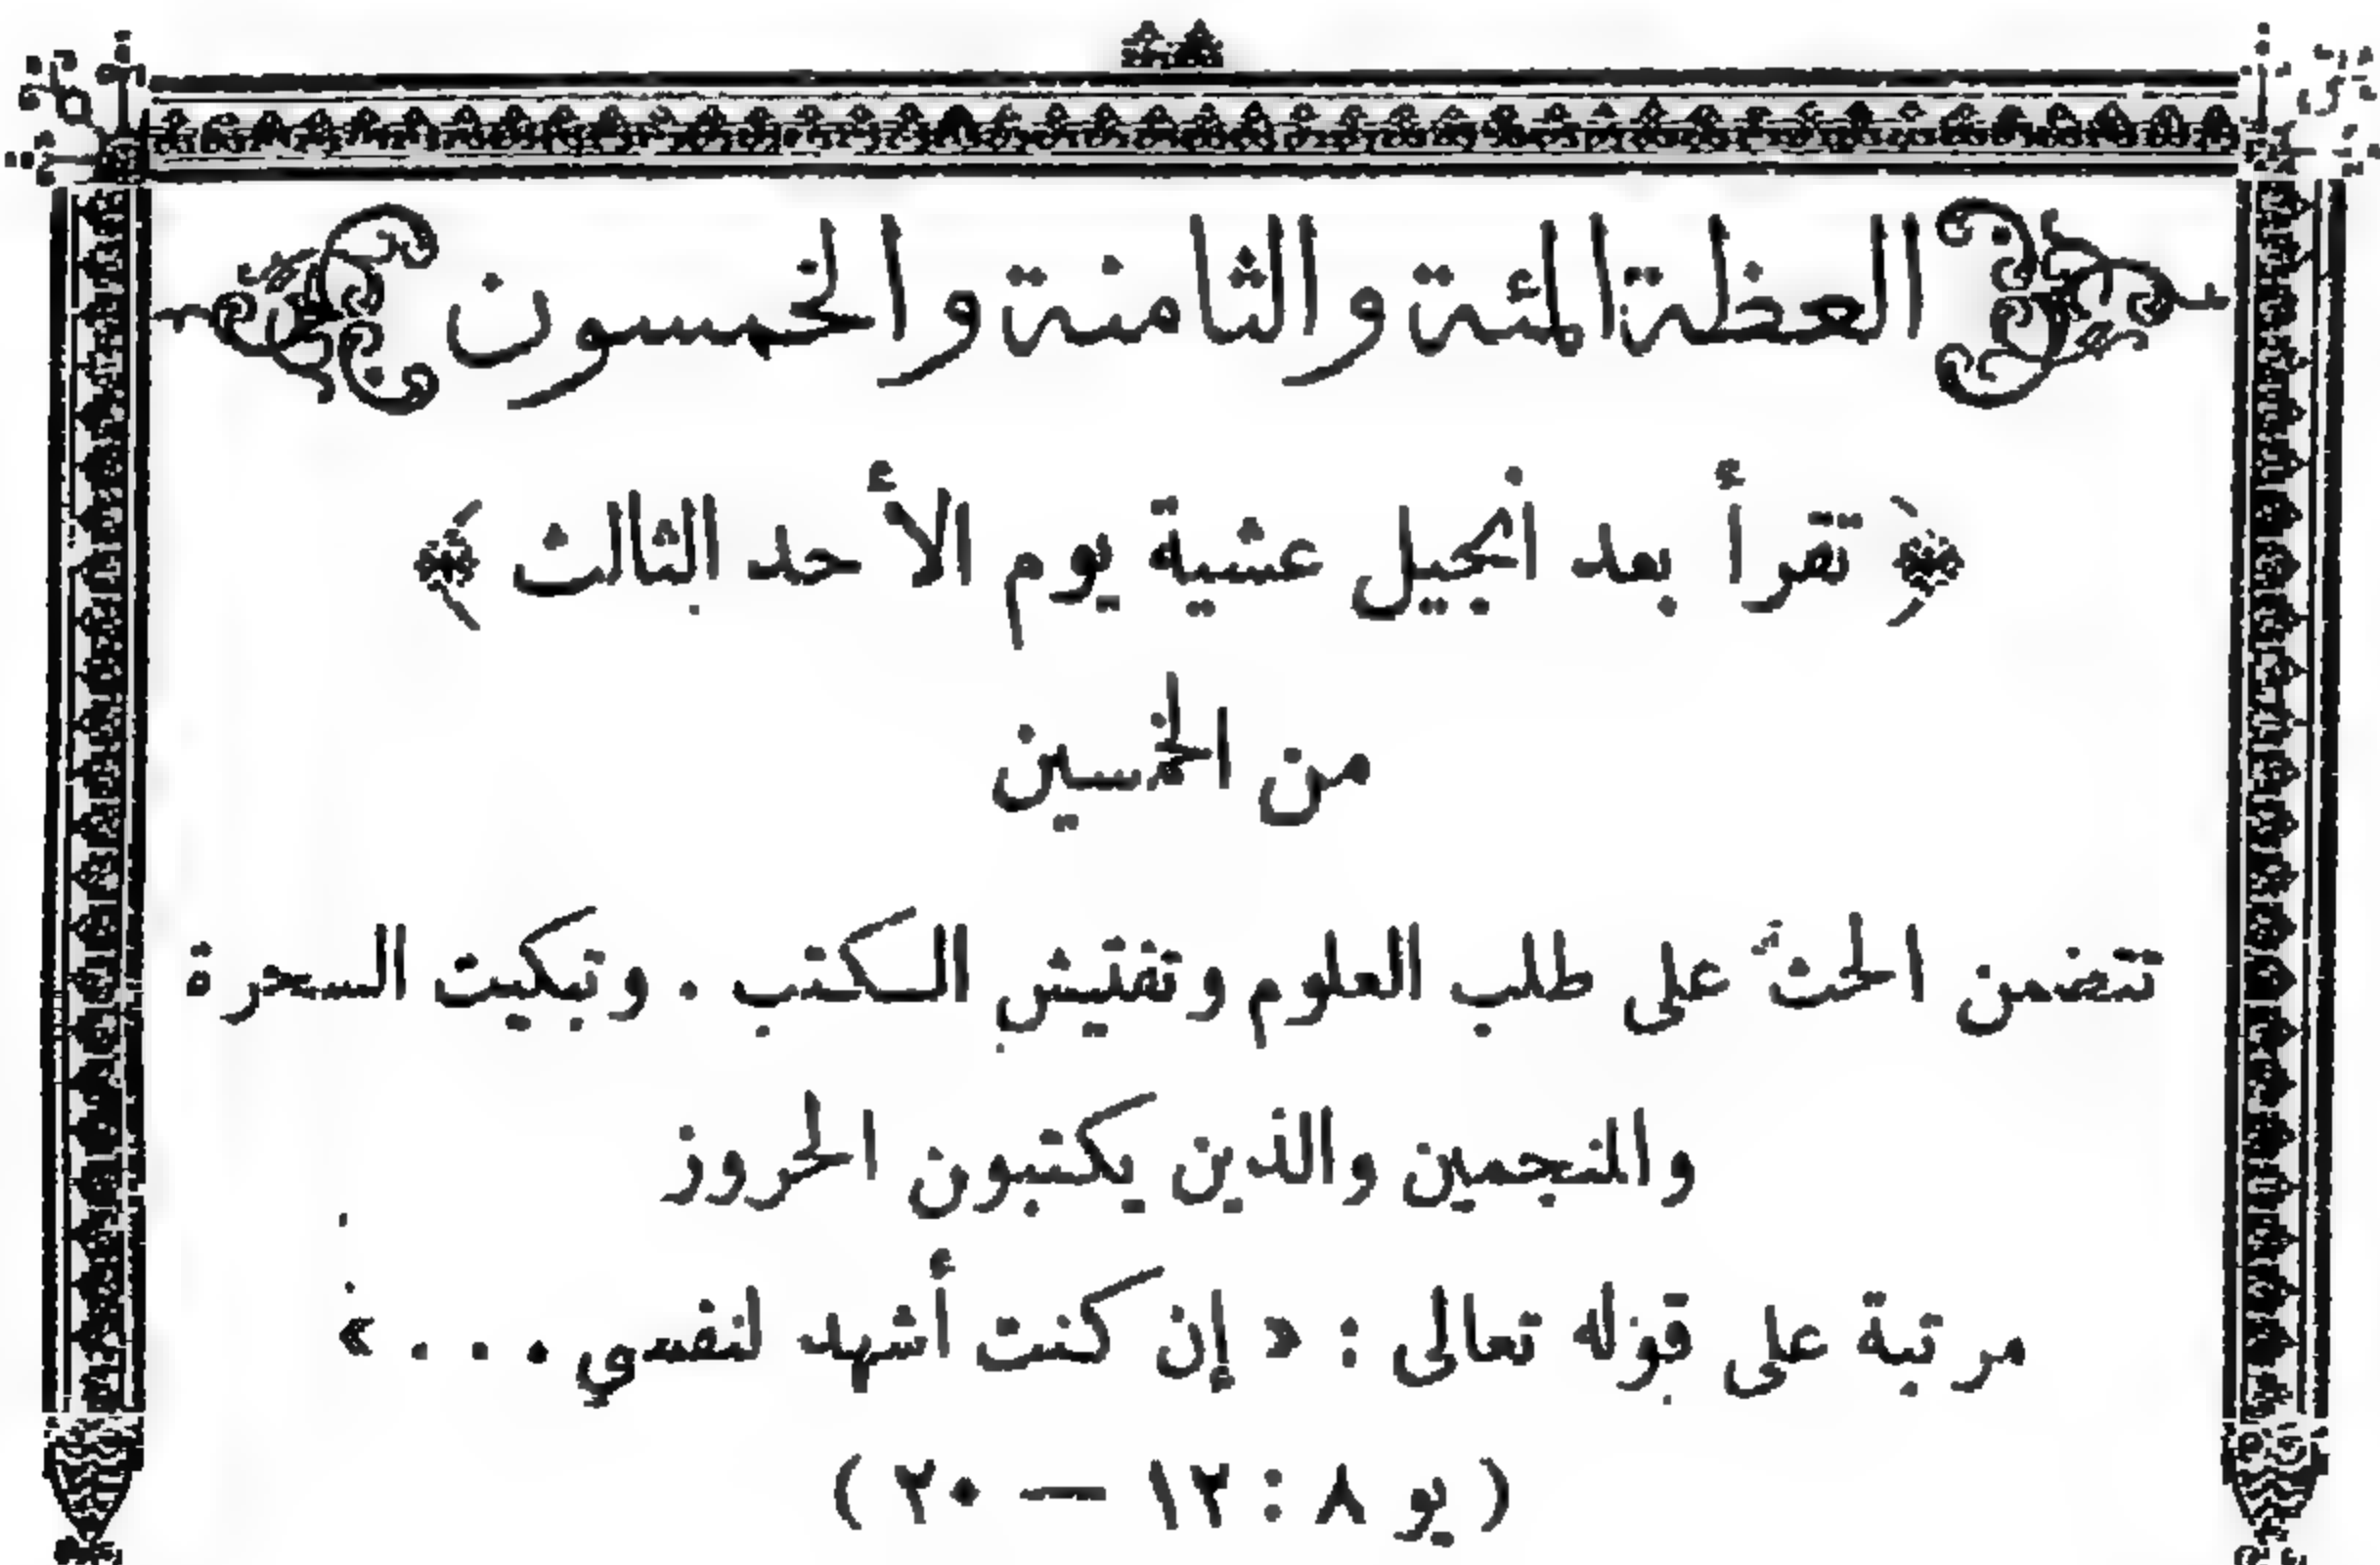 العظة المئة والثامنة والخمسون
﴿ تقرأ بعد أنجيل عشية يوم الأحد الثالث ﴾
من الخمسين
تتضمن الحثّ على طلب العلوم وتفتيش الكتب . وتبكيت السحرة
والمنجمين والذين يكتبون الحروز
مرتبة على قوله تعالى : « إن كنت أشهد لنفسي . . . »
( يو ٨ : ١٢ — ٢٠ )